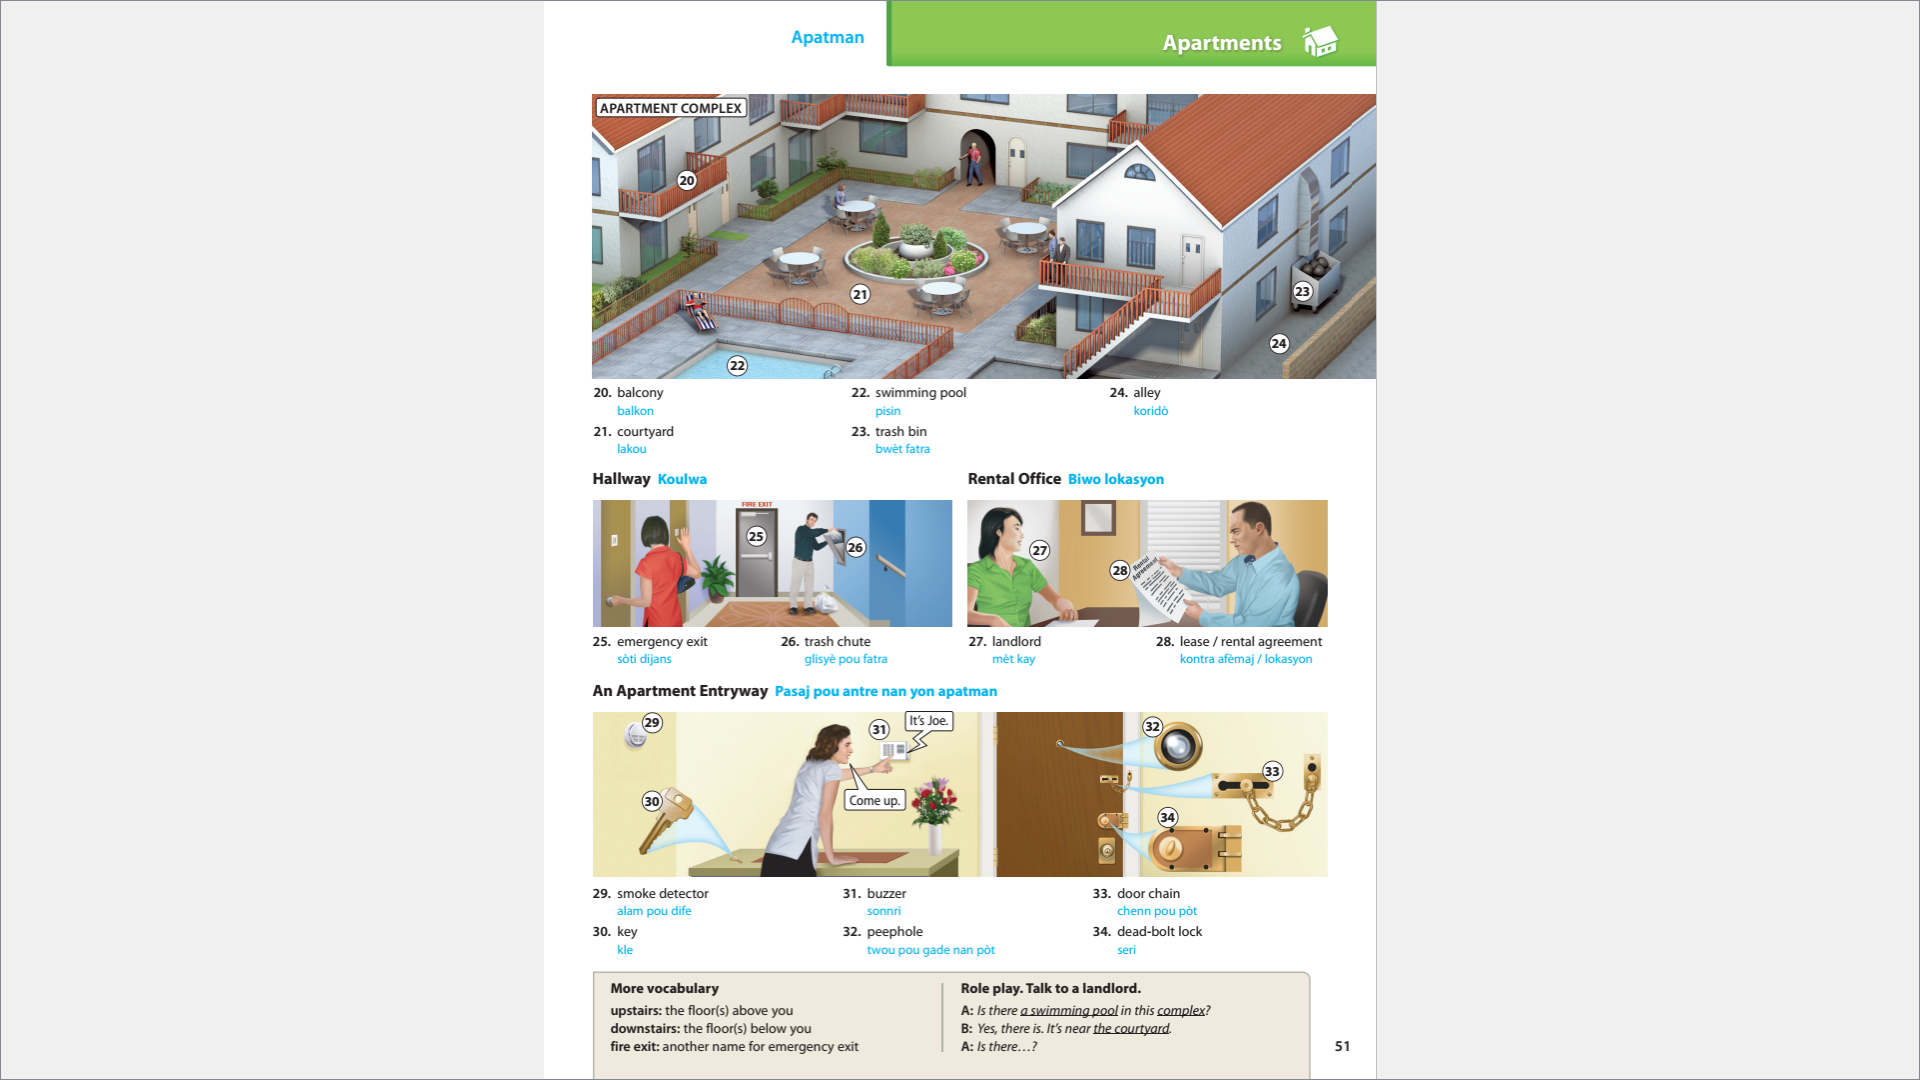 Apatman
Apartments
APARTMENT COMPLEX
20
21
22
23
24
20. balcony
balkon
21. courtyard
lakou
22. swimming pool
pisin
23. trash bin
bwèt fatra
24. alley
koridò
Hallway Koulwa
FIRE EXIT
25
26
25. emergency exit
sòti dijans
26. trash chute
glisyè pou fatra
Rental Office Biwo lokasyon
27
28
Rental
Agreement
27. landlord
mèt kay
28. lease / rental agreement
kontra afèmaj / lokasyon
An Apartment Entryway Pasaj pou antre nan yon apatman
29
30
31
It's Joe.
Come up.
32
33
34
29. smoke detector
alam pou dife
30. key
kle
31. buzzer
sonnri
32. peephole
twou pou gade nan pòt
33. door chain
chenn pou pòt
34. dead-bolt lock
seri
More vocabulary
upstairs: the floor(s) above you
downstairs: the floor(s) below you
fire exit: another name for emergency exit
Role play. Talk to a landlord.
A: Is there a swimming pool in this complex?
B: Yes, there is. It's near the courtyard.
A: Is there…?
51